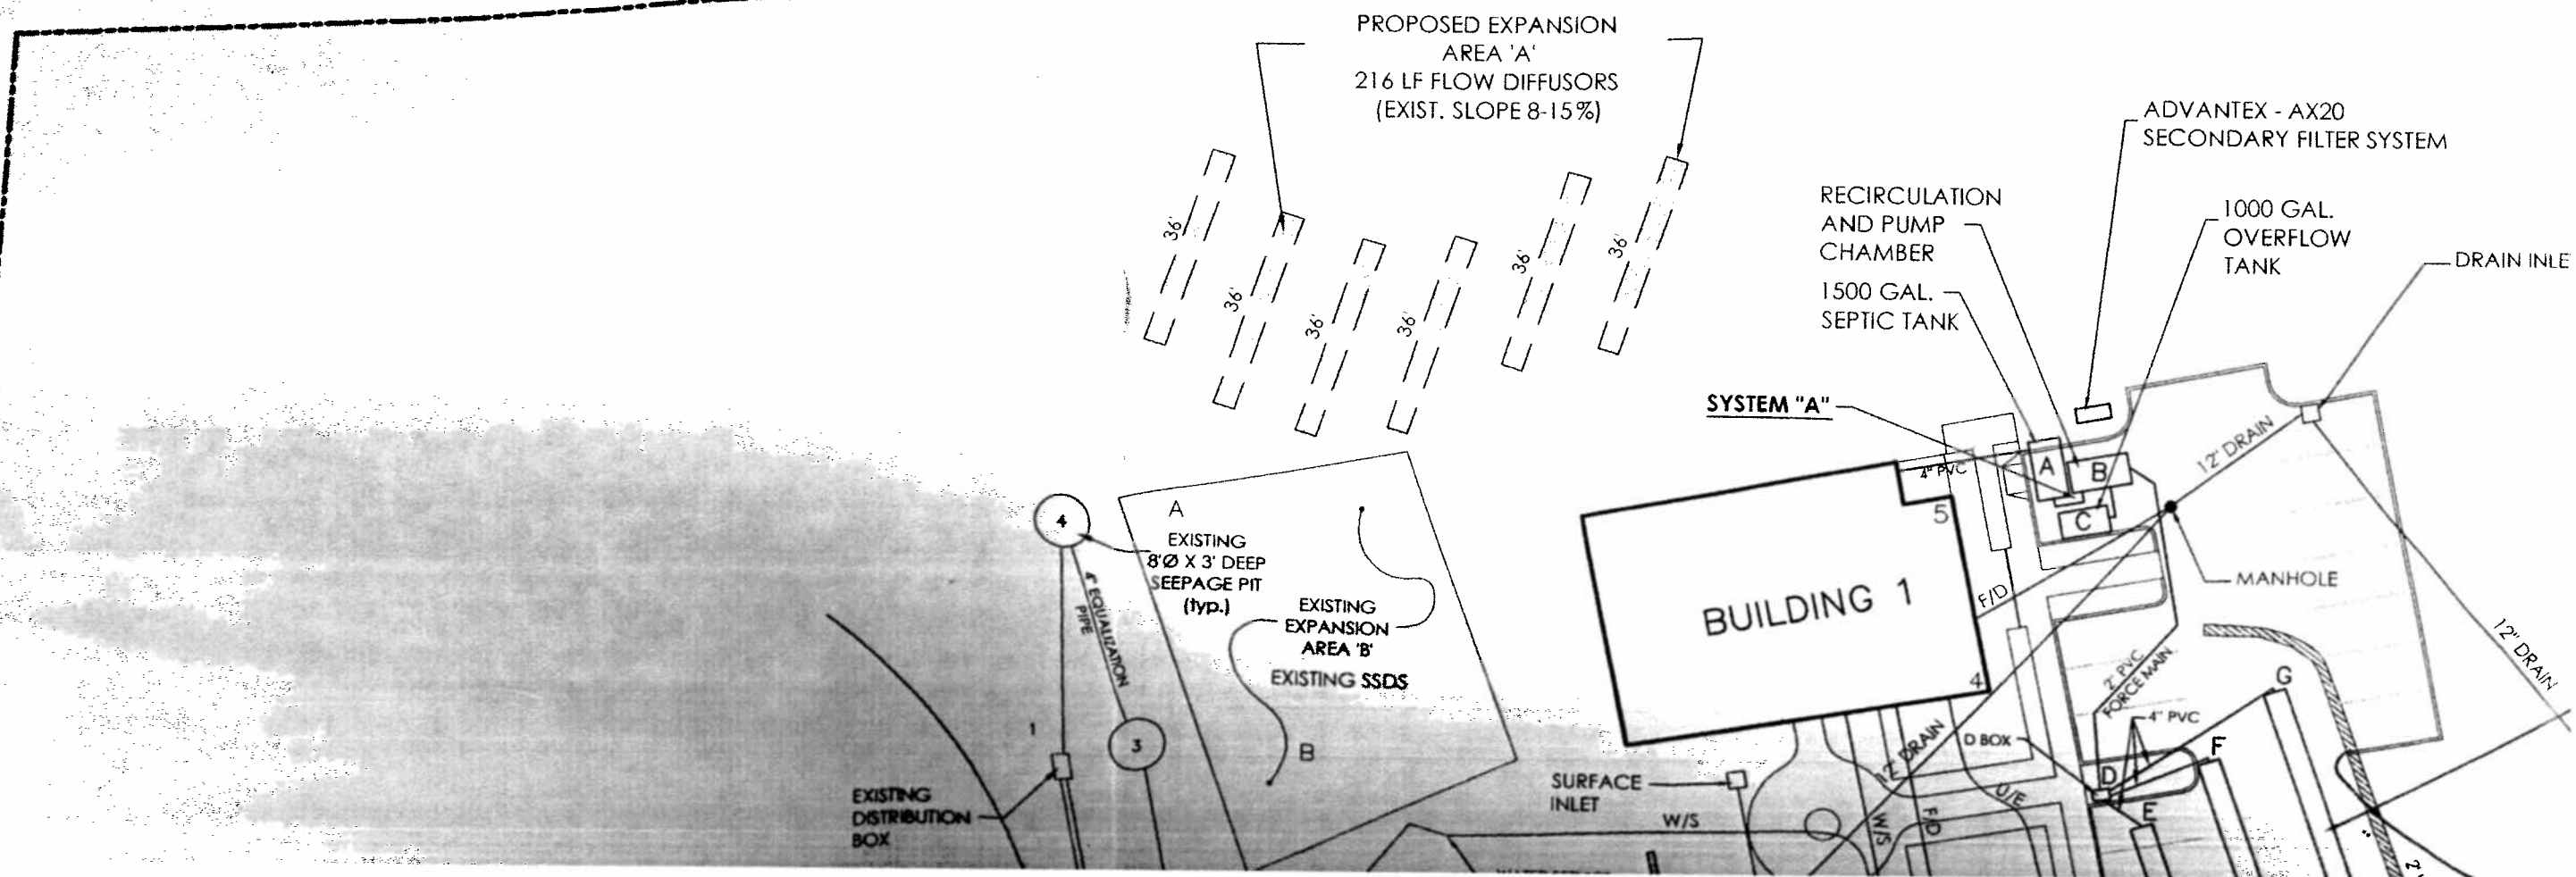 PROPOSED EXPANSION
AREA 'A'
216 LF FLOW DIFFUSORS
(EXIST. SLOPE 8-15%)
36'
36'
36'
36'
36'
36'
ADVANTEX - AX20
SECONDARY FILTER SYSTEM
RECIRCULATION
AND PUMP
CHAMBER
1000 GAL.
OVERFLOW
TANK
DRAIN INLE
1500 GAL.
SEPTIC TANK
SYSTEM "A"
4" PVC
A
B
C
12' DRAIN
MANHOLE
5
BUILDING 1
4
F/D
12" DRAIN
2' PVC
FORCE MAIN
G
4" PVC
F
D BOX
D
E
4
A
EXISTING
8'Ø X 3' DEEP
SEEPAGE PIT
(typ.)
4" EQUALIZATION
PIPE
EXISTING
EXPANSION
AREA 'B'
EXISTING SSDS
B
1
3
EXISTING
DISTRIBUTION
BOX
SURFACE
INLET
W/S
12' DRAIN
W/S
F/D
U/E